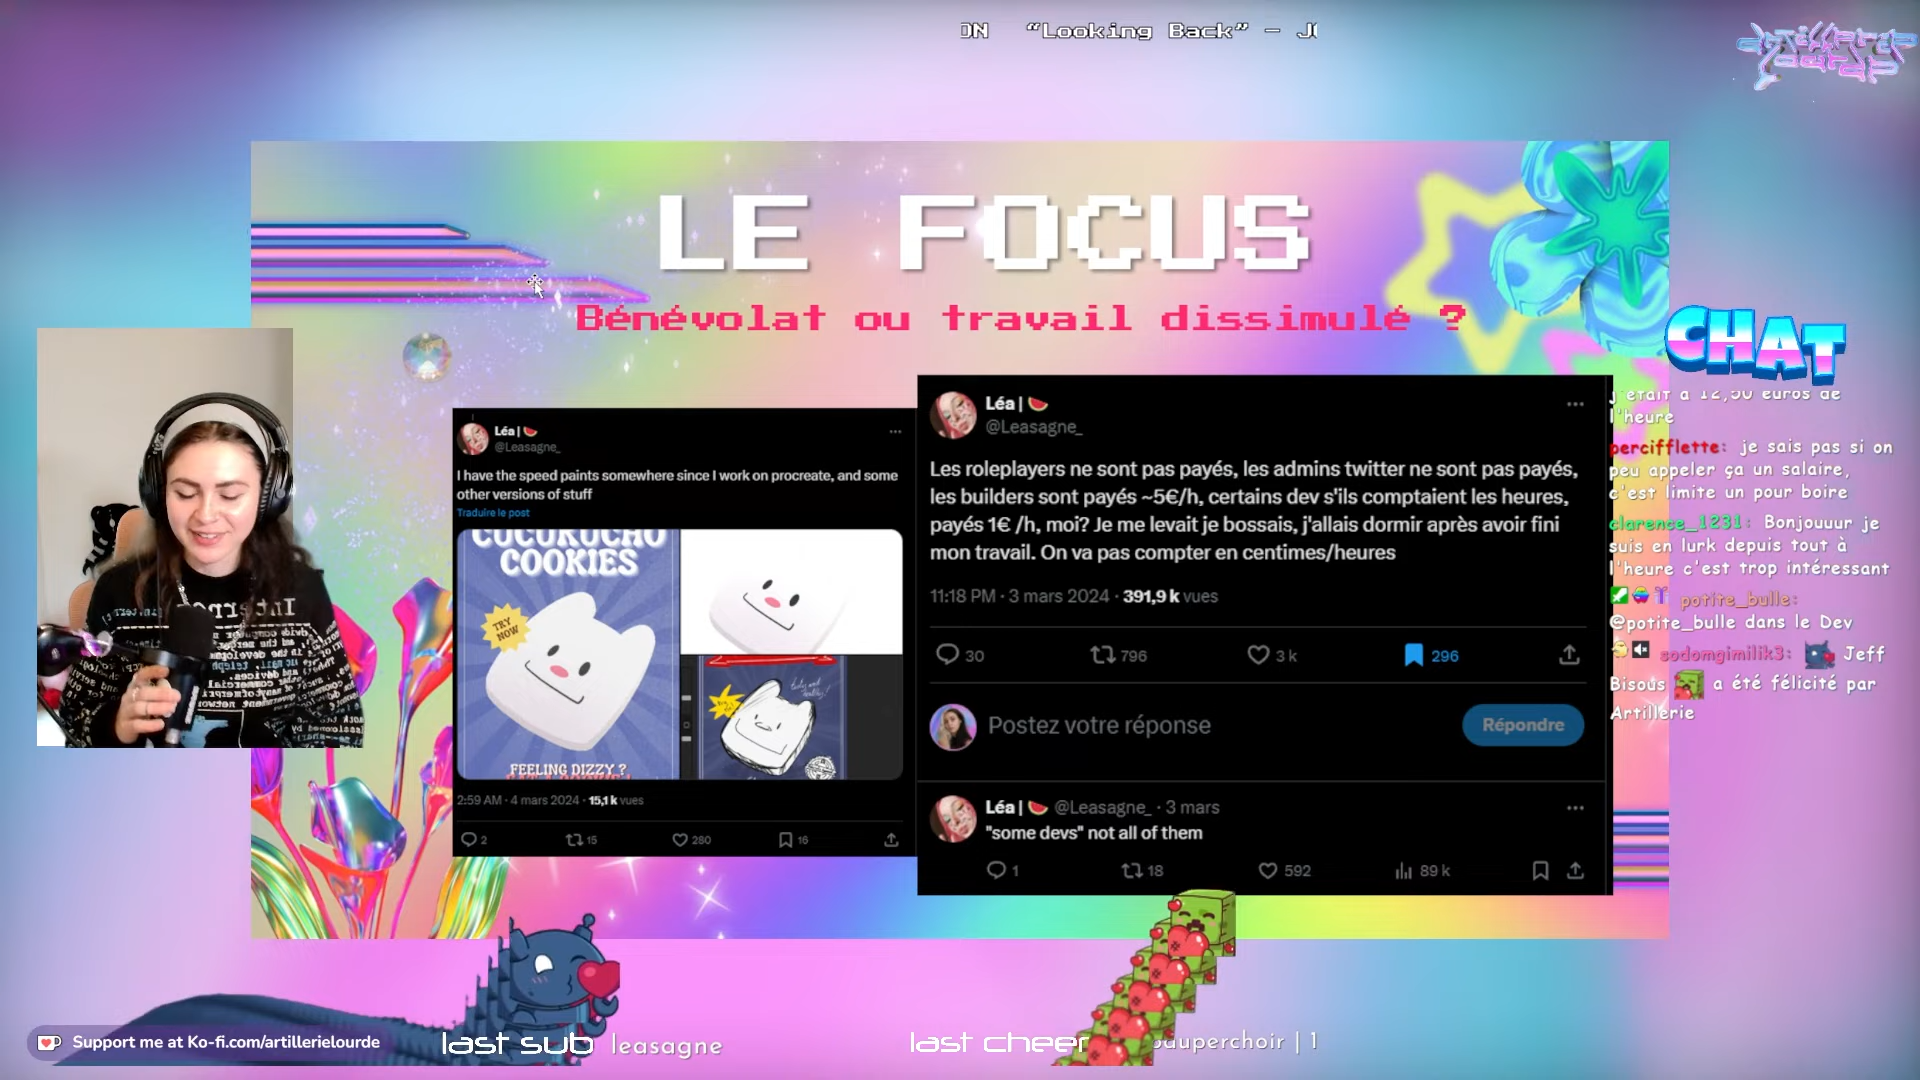 “Looking Back” –
LE FOCUS
Bénévolat ou travail dissimulé ?
Léa | 🍉
@Leasagne_
I have the speed paints somewhere since I work on procreate, and some
other versions of stuff
Traduire le post
CUCURUCHO
COOKIES
TRY
NOW
FEELING DIZZY ?
2:59 AM · 4 mars 2024 · 15,1 k vues
2
15
280
16
Léa | 🍉
@Leasagne_
Les roleplayers ne sont pas payés, les admins twitter ne sont pas payés,
les builders sont payés ~5€/h, certains dev s'ils comptaient les heures,
payés 1€ /h, moi? Je me levait je bossais, j'allais dormir après avoir fini
mon travail. On va pas compter en centimes/heures
11:18 PM · 3 mars 2024 · 391,9 k vues
30
796
3 k
296
Postez votre réponse
Répondre
Léa | 🍉 @Leasagne_ · 3 mars
"some devs" not all of them
1
18
592
89 k
CHAT
j'étais à 12,50 euros de
l'heure
percifflette: je sais pas si on
peu appeler ça un salaire,
c'est limite un pour boire
clarence_1231: Bonjouuur je
suis en lurk depuis tout à
l'heure c'est trop intéressant
potite_bulle:
@potite_bulle dans le Dev
sodomgimilik3: Jeff
Bisous a été félicité par
Artillerie
Support me at Ko-fi.com/artillerielourde
last sub leasagne
last cheer pauperchoir | 1